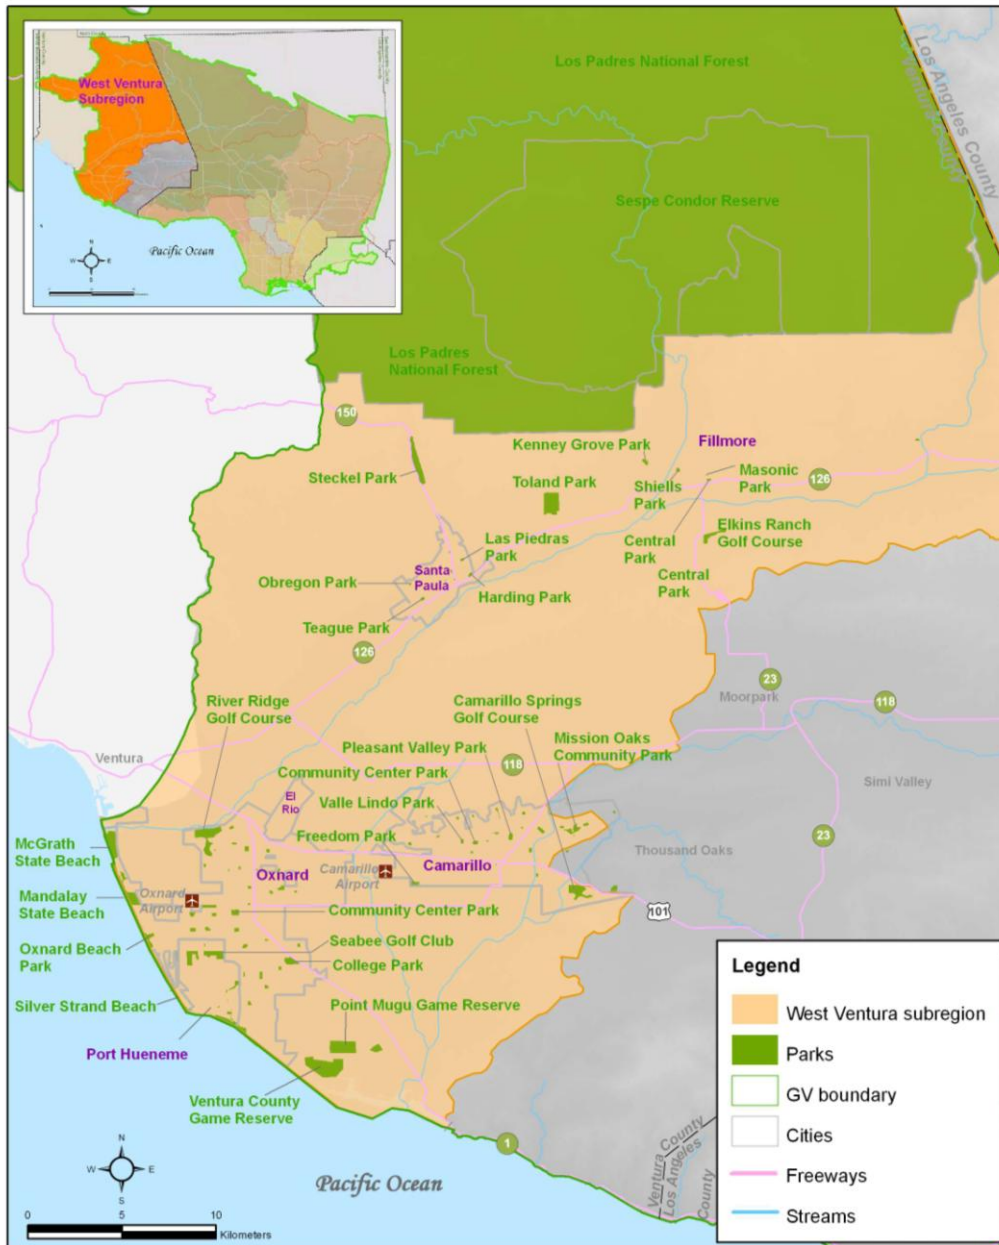 West Ventura
Subregion
Pacific Ocean
N
W
E
S
Los Padres National Forest
Los Angeles County
Ventura County
Sespe Condor Reserve
Los Padres
National Forest
150
Steckel Park
Kenney Grove Park
Fillmore
Toland Park
Shiells
Park
Masonic
Park
126
Central
Park
Elkins Ranch
Golf Course
Las Piedras
Park
Santa
Paula
Obregon Park
Harding Park
Central
Park
Teague Park
126
23
Moorpark
118
River Ridge
Golf Course
Camarillo Springs
Golf Course
Ventura
Pleasant Valley Park
Mission Oaks
Community Park
118
Community Center Park
Simi Valley
El
Rio
Valle Lindo Park
Freedom Park
23
McGrath
State Beach
Thousand Oaks
Oxnard
Camarillo
Airport
Camarillo
Mandalay
State Beach
Oxnard
Airport
Community Center Park
101
Oxnard Beach
Park
Seabee Golf Club
College Park
Silver Strand Beach
Point Mugu Game Reserve
Port Hueneme
Ventura County
Game Reserve
1
Ventura County
Los Angeles
County
Pacific Ocean
N
W
E
S
0
5
10
Kilometers
Legend
West Ventura subregion
Parks
GV boundary
Cities
Freeways
Streams